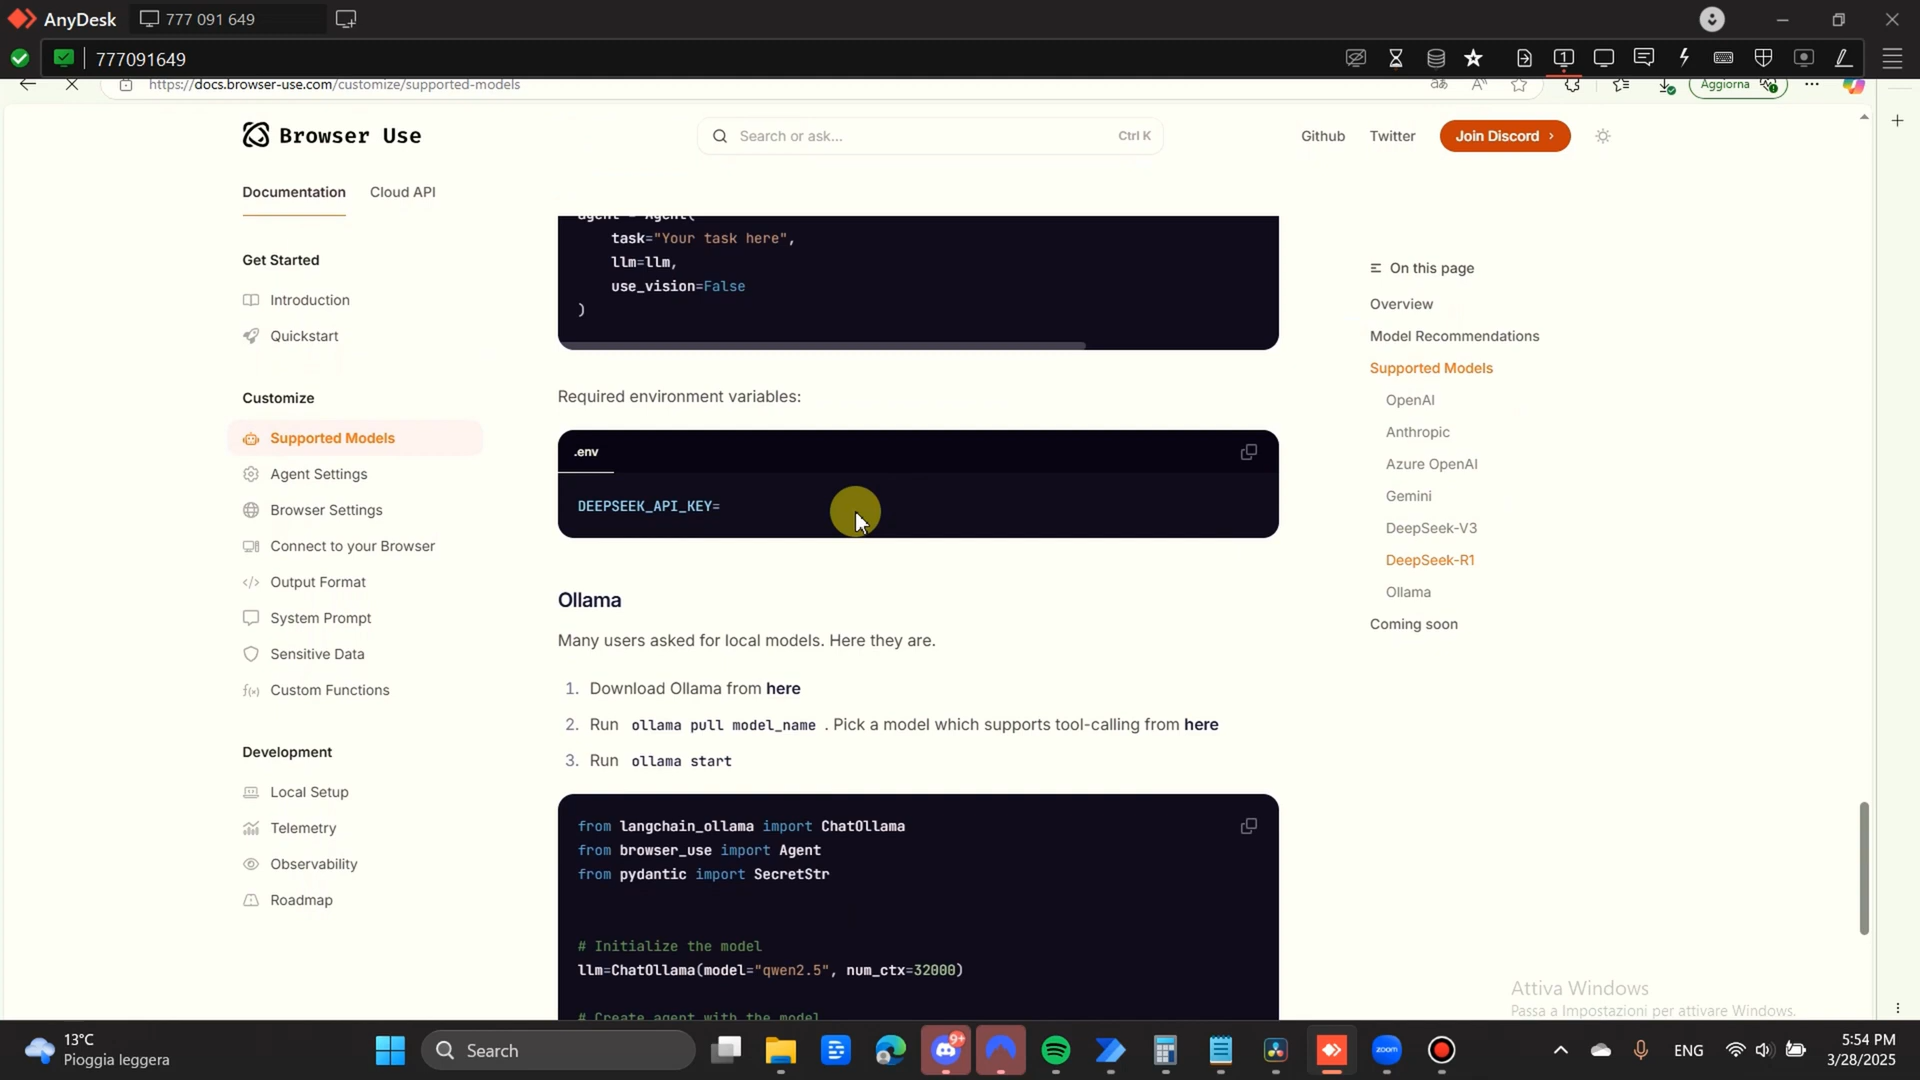 AnyDesk
777 091 649
777091649
https://docs.browser-use.com/customize/supported-models
Aggiorna
Browser Use
Search or ask...
Ctrl K
Github
Twitter
Join Discord
Documentation
Cloud API
Get Started
Introduction
Quickstart
Customize
Supported Models
Agent Settings
Browser Settings
Connect to your Browser
Output Format
System Prompt
Sensitive Data
Custom Functions
Development
Local Setup
Telemetry
Observability
Roadmap
agent = Agent(
task="Your task here",
llm=llm,
use_vision=False
)
Required environment variables:
.env
DEEPSEEK_API_KEY=
Ollama
Many users asked for local models. Here they are.
1. Download Ollama from here
2. Run ollama pull model_name . Pick a model which supports tool-calling from here
3. Run ollama start
from langchain_ollama import ChatOllama
from browser_use import Agent
from pydantic import SecretStr
# Initialize the model
llm=ChatOllama(model="qwen2.5", num_ctx=32000)
# Create agent with the model
On this page
Overview
Model Recommendations
Supported Models
OpenAI
Anthropic
Azure OpenAI
Gemini
DeepSeek-V3
DeepSeek-R1
Ollama
Coming soon
Attiva Windows
Passa a Impostazioni per attivare Windows.
13°C
Pioggia leggera
Search
9+
zoom
ENG
5:54 PM
3/28/2025